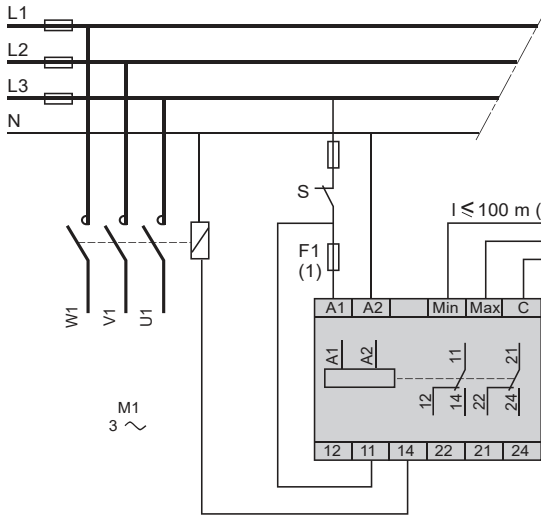 L1
L2
L3
N
S
I ≤ 100 m (
F1
(1)
W1
V1
U1
A1 A2 Min Max C
A1 A2 11 21
12 14 22 24
M1
3 ~
12 11 14 22 21 24